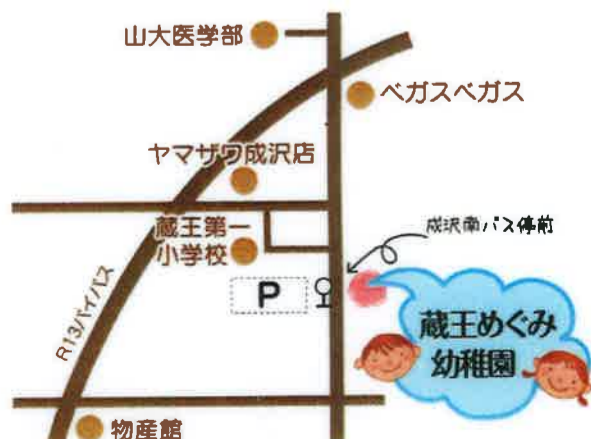 山大医学部
ベガスベガス
ヤマザワ成沢店
蔵王第一
小学校
成沢南バス停前
P
R13バイパス
蔵王めぐみ
幼稚園
物産館